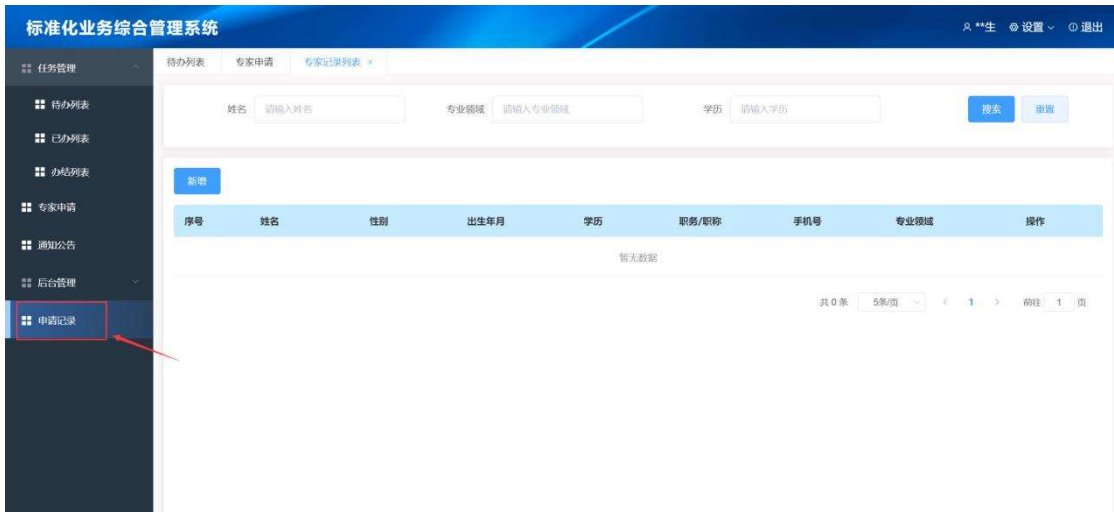 标准化业务综合管理系统
**生 设置 退出
任务管理
待办列表 专家申请 专家记录列表 ×
待办列表
姓名 请输入姓名 专业领域 请输入专业领域 学历 请输入学历 搜索 重置
已办列表
办结列表
新增
专家申请
序号 姓名 性别 出生年月 学历 职务/职称 手机号 专业领域 操作
通知公告
暂无数据
后台管理
共 0 条 5条/页 < 1 > 前往 1 页
申请记录